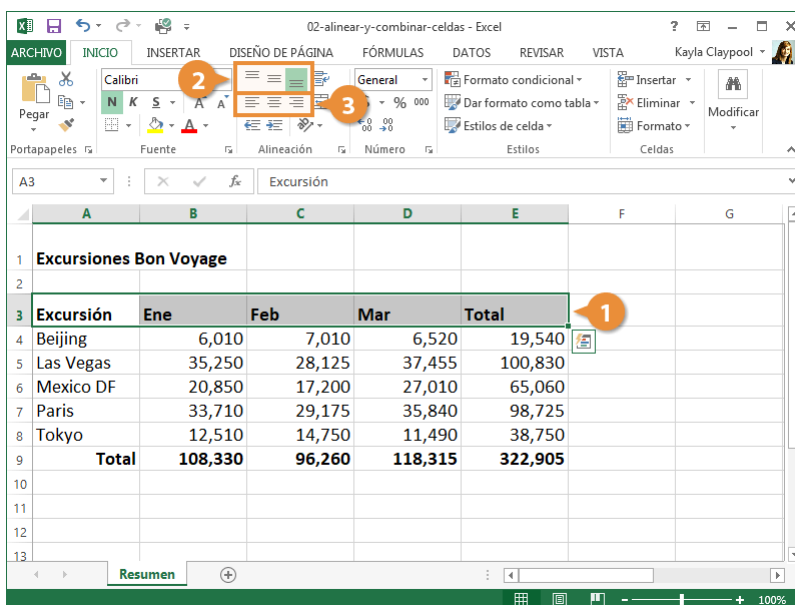 02-alinear-y-combinar-celdas - Excel
ARCHIVO INICIO INSERTAR DISEÑO DE PÁGINA FÓRMULAS DATOS REVISAR VISTA Kayla Claypool
Calibri General Formato condicional Insertar
N K S A A % 000 Dar formato como tabla Eliminar
Pegar A Estilos de celda Formato Modificar
Portapapeles Fuente Alineación Número Estilos Celdas
2
3
A3 fx Excursión
A B C D E F G
1 Excursiones Bon Voyage
2
3 Excursión Ene Feb Mar Total
1
4 Beijing 6,010 7,010 6,520 19,540
5 Las Vegas 35,250 28,125 37,455 100,830
6 Mexico DF 20,850 17,200 27,010 65,060
7 Paris 33,710 29,175 35,840 98,725
8 Tokyo 12,510 14,750 11,490 38,750
9 Total 108,330 96,260 118,315 322,905
10
11
12
13
Resumen
100%